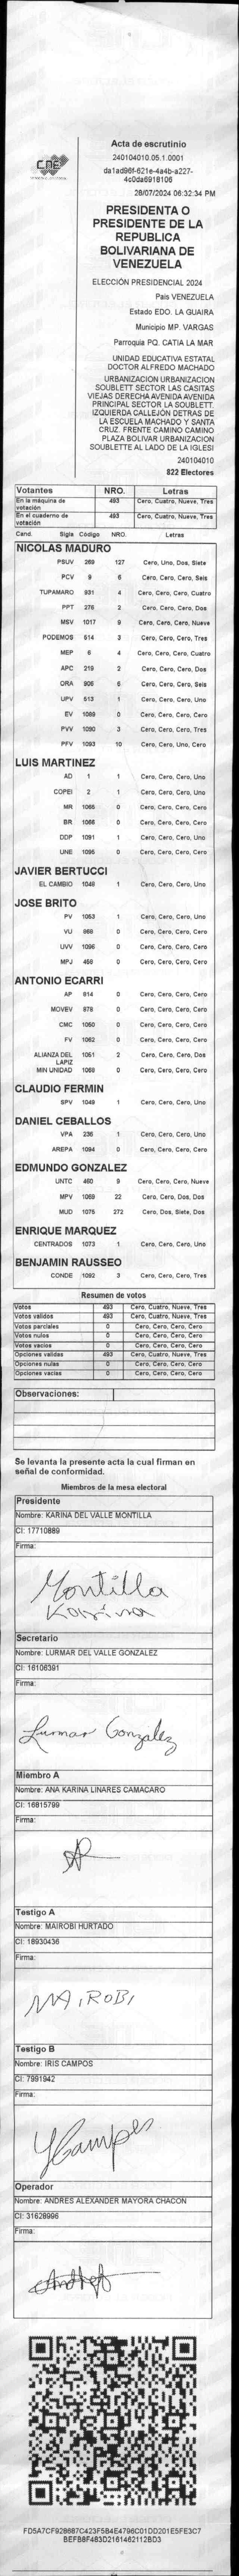 CNE
Acta de escrutinio
240104010.05.1.0001
da1ad96f-621e-4a4b-a227-
4c0da6918106
28/07/2024 06:32:34 PM
PRESIDENTA O
PRESIDENTE DE LA
REPUBLICA
BOLIVARIANA DE
VENEZUELA
ELECCIÓN PRESIDENCIAL 2024
Pais VENEZUELA
Estado EDO. LA GUAIRA
Municipio MP. VARGAS
Parroquia PQ. CATIA LA MAR
UNIDAD EDUCATIVA ESTATAL
DOCTOR ALFREDO MACHADO
URBANIZACION URBANIZACION
SOUBLETT SECTOR LAS CASITAS
VIEJAS DERECHA AVENIDA AVENIDA
PRINCIPAL SECTOR LA SOUBLETT.
IZQUIERDA CALLEJÓN DETRAS DE
LA ESCUELA MACHADO Y SANTA
CRUZ. FRENTE CAMINO CAMINO
PLAZA BOLIVAR URBANIZACION
SOUBLETTE AL LADO DE LA IGLESI
240104010
822 Electores
Votantes NRO. Letras
En la máquina de votación 493 Cero, Cuatro, Nueve, Tres
En el cuaderno de votación 493 Cero, Cuatro, Nueve, Tres
Cand. Sigla Código NRO. Letras
NICOLAS MADURO
PSUV 269 127 Cero, Uno, Dos, Siete
PCV 9 6 Cero, Cero, Cero, Seis
TUPAMARO 931 4 Cero, Cero, Cero, Cuatro
PPT 276 2 Cero, Cero, Cero, Dos
MSV 1017 9 Cero, Cero, Cero, Nueve
PODEMOS 514 3 Cero, Cero, Cero, Tres
MEP 6 4 Cero, Cero, Cero, Cuatro
APC 219 2 Cero, Cero, Cero, Dos
ORA 906 6 Cero, Cero, Cero, Seis
UPV 513 1 Cero, Cero, Cero, Uno
EV 1089 0 Cero, Cero, Cero, Cero
PVV 1090 3 Cero, Cero, Cero, Tres
PFV 1093 10 Cero, Cero, Uno, Cero
LUIS MARTINEZ
AD 1 1 Cero, Cero, Cero, Uno
COPEI 2 1 Cero, Cero, Cero, Uno
MR 1065 0 Cero, Cero, Cero, Cero
BR 1066 0 Cero, Cero, Cero, Cero
DDP 1091 1 Cero, Cero, Cero, Uno
UNE 1095 0 Cero, Cero, Cero, Cero
JAVIER BERTUCCI
EL CAMBIO 1048 1 Cero, Cero, Cero, Uno
JOSE BRITO
PV 1053 1 Cero, Cero, Cero, Uno
VU 868 0 Cero, Cero, Cero, Cero
UVV 1096 0 Cero, Cero, Cero, Cero
MPJ 458 0 Cero, Cero, Cero, Cero
ANTONIO ECARRI
AP 814 0 Cero, Cero, Cero, Cero
MOVEV 878 0 Cero, Cero, Cero, Cero
CMC 1050 0 Cero, Cero, Cero, Cero
FV 1062 0 Cero, Cero, Cero, Cero
ALIANZA DEL LAPIZ 1051 2 Cero, Cero, Cero, Dos
MIN UNIDAD 1068 0 Cero, Cero, Cero, Cero
CLAUDIO FERMIN
SPV 1049 1 Cero, Cero, Cero, Uno
DANIEL CEBALLOS
VPA 236 1 Cero, Cero, Cero, Uno
AREPA 1094 0 Cero, Cero, Cero, Cero
EDMUNDO GONZALEZ
UNTC 460 9 Cero, Cero, Cero, Nueve
MPV 1069 22 Cero, Cero, Dos, Dos
MUD 1075 272 Cero, Dos, Siete, Dos
ENRIQUE MARQUEZ
CENTRADOS 1073 1 Cero, Cero, Cero, Uno
BENJAMIN RAUSSEO
CONDE 1092 3 Cero, Cero, Cero, Tres
Resumen de votos
Votos 493 Cero, Cuatro, Nueve, Tres
Votos validos 493 Cero, Cuatro, Nueve, Tres
Votos parciales 0 Cero, Cero, Cero, Cero
Votos nulos 0 Cero, Cero, Cero, Cero
Votos vacios 0 Cero, Cero, Cero, Cero
Opciones validas 493 Cero, Cuatro, Nueve, Tres
Opciones nulas 0 Cero, Cero, Cero, Cero
Opciones vacias 0 Cero, Cero, Cero, Cero
Observaciones:
Se levanta la presente acta la cual firman en
señal de conformidad.
Miembros de la mesa electoral
Presidente
Nombre: KARINA DEL VALLE MONTILLA
CI: 17710889
Firma:
Montilla
Karina
Secretario
Nombre: LURMAR DEL VALLE GONZALEZ
CI: 16106391
Firma:
Lurmar Gonzalez
Miembro A
Nombre: ANA KARINA LINARES CAMACARO
CI: 16815799
Firma:
Testigo A
Nombre: MAIROBI HURTADO
CI: 18930436
Firma:
MAIROBI
Testigo B
Nombre: IRIS CAMPOS
CI: 7991942
Firma:
Operador
Nombre: ANDRES ALEXANDER MAYORA CHACON
CI: 31628996
Firma:
FD5A7CF928687C423F5B4E4796C01DD201E5FE3C7
BEFB8F483D2161462112BD3